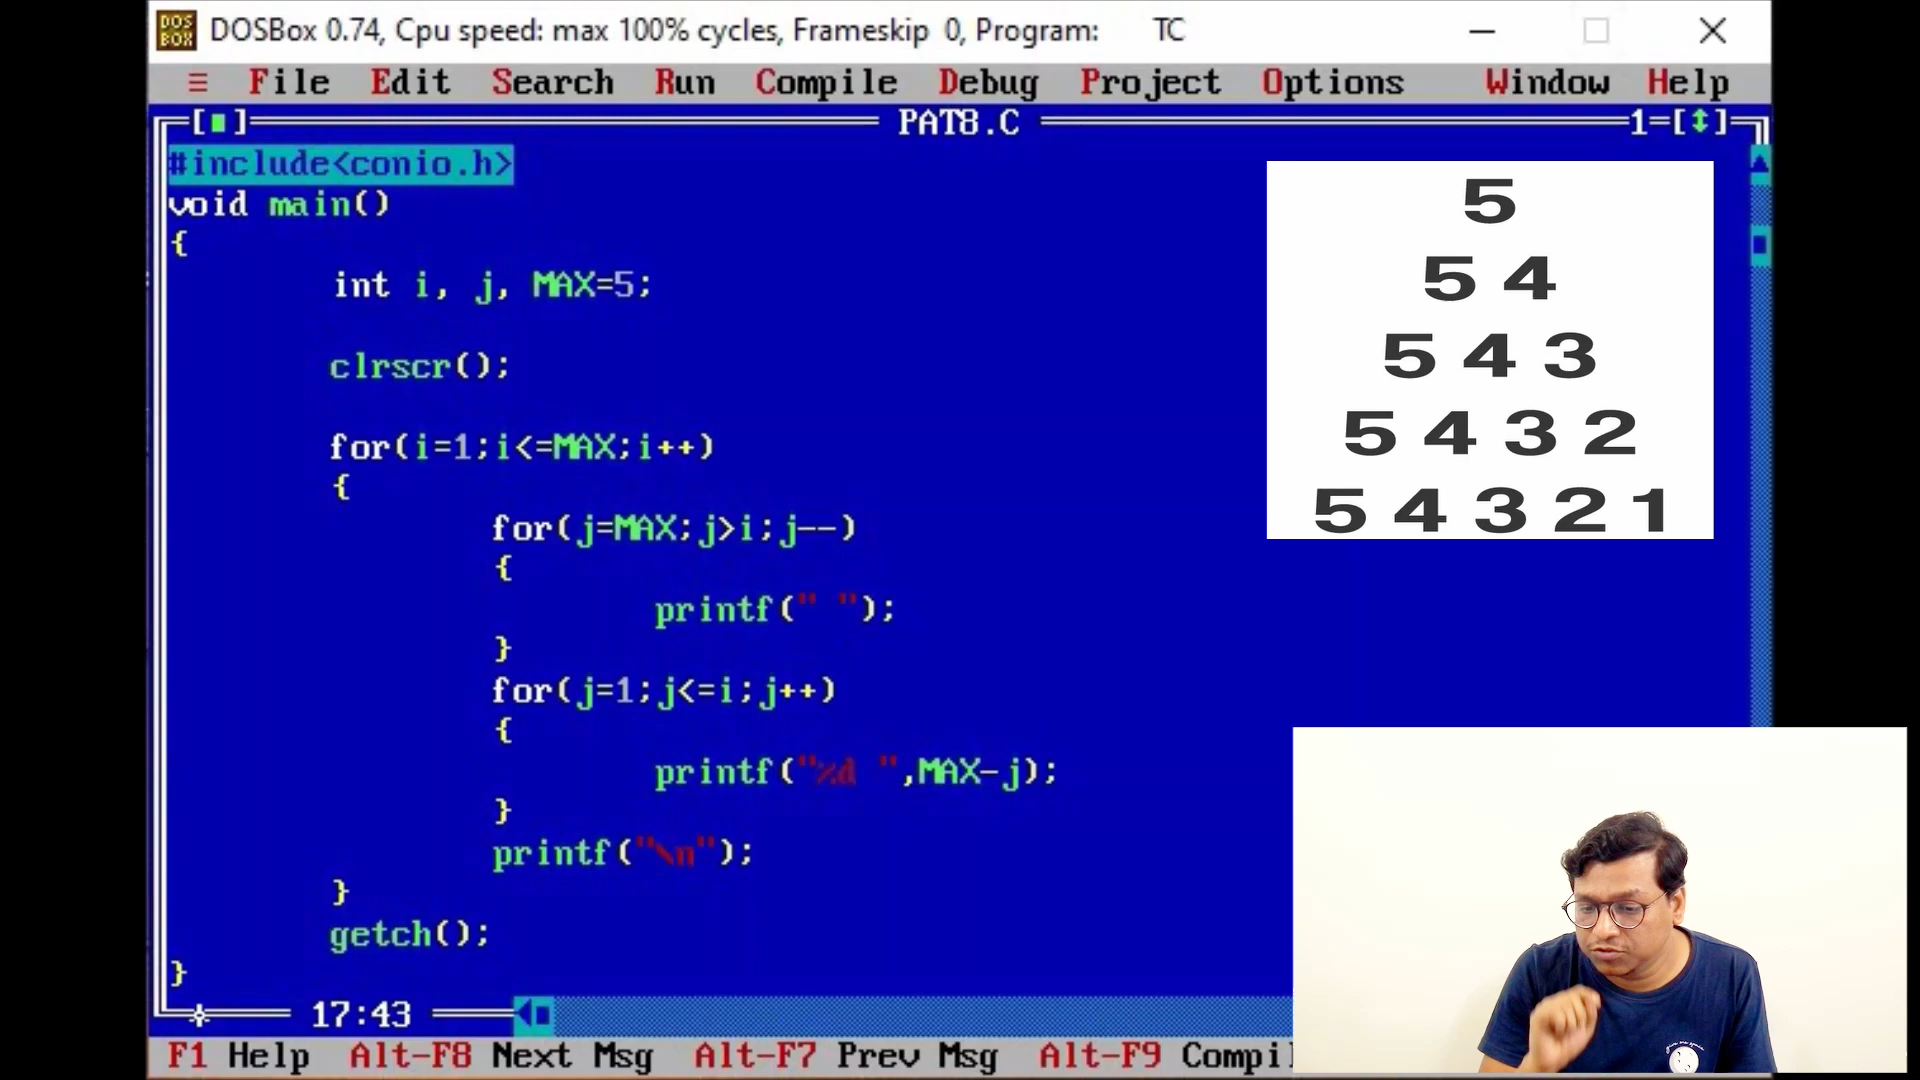 DOS BOX DOSBox 0.74, Cpu speed: max 100% cycles, Frameskip 0, Program: TC
≡ File Edit Search Run Compile Debug Project Options Window Help
[■] PAT8.C 1=[↕]
#include<conio.h>
void main()
{
int i, j, MAX=5;
clrscr();
for(i=1;i<=MAX;i++)
{
for(j=MAX;j>i;j--)
{
printf(" ");
}
for(j=1;j<=i;j++)
{
printf("%d ",MAX-j);
}
printf("\n");
}
getch();
}
17:43
F1 Help Alt-F8 Next Msg Alt-F7 Prev Msg Alt-F9 Compil
5
5 4
5 4 3
5 4 3 2
5 4 3 2 1